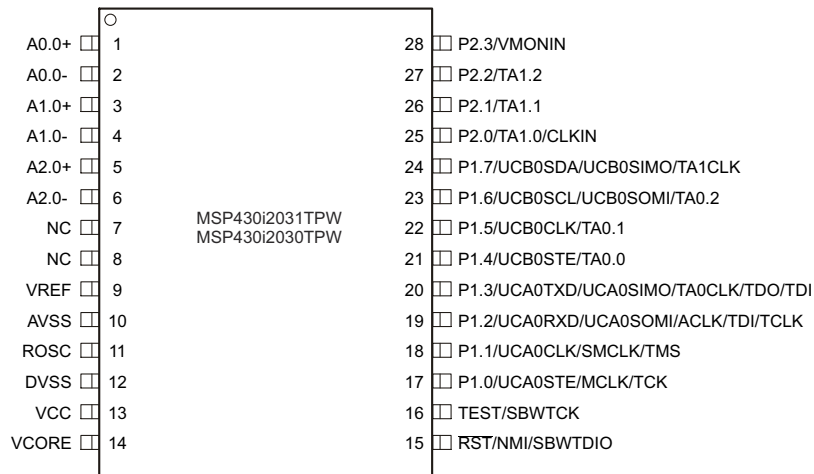 A0.0+ 1 28 P2.3/VMONIN
A0.0- 2 27 P2.2/TA1.2
A1.0+ 3 26 P2.1/TA1.1
A1.0- 4 25 P2.0/TA1.0/CLKIN
A2.0+ 5 24 P1.7/UCB0SDA/UCB0SIMO/TA1CLK
A2.0- 6 23 P1.6/UCB0SCL/UCB0SOMI/TA0.2
MSP430i2031TPW
NC 7 22 P1.5/UCB0CLK/TA0.1
MSP430i2030TPW
NC 8 21 P1.4/UCB0STE/TA0.0
VREF 9 20 P1.3/UCA0TXD/UCA0SIMO/TA0CLK/TDO/TDI
AVSS 10 19 P1.2/UCA0RXD/UCA0SOMI/ACLK/TDI/TCLK
ROSC 11 18 P1.1/UCA0CLK/SMCLK/TMS
DVSS 12 17 P1.0/UCA0STE/MCLK/TCK
VCC 13 16 TEST/SBWTCK
VCORE 14 15 RST/NMI/SBWTDIO